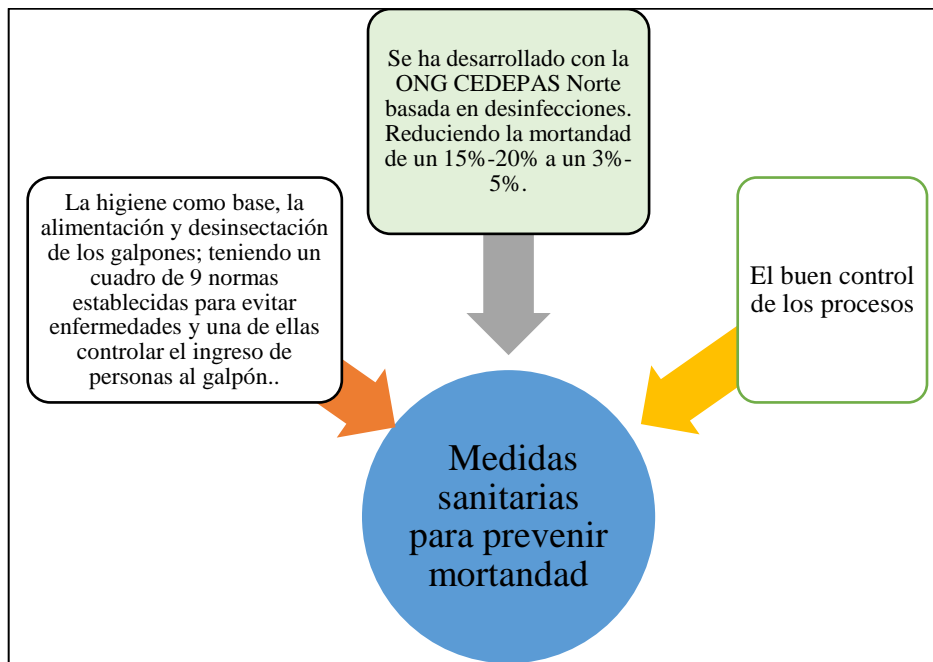 Se ha desarrollado con la
ONG CEDEPAS Norte
basada en desinfecciones.
Reduciendo la mortandad
de un 15%-20% a un 3%-
5%.
La higiene como base, la
alimentación y desinsectación
de los galpones; teniendo un
cuadro de 9 normas
establecidas para evitar
enfermedades y una de ellas
controlar el ingreso de
personas al galpón..
El buen control
de los procesos
Medidas
sanitarias
para prevenir
mortandad